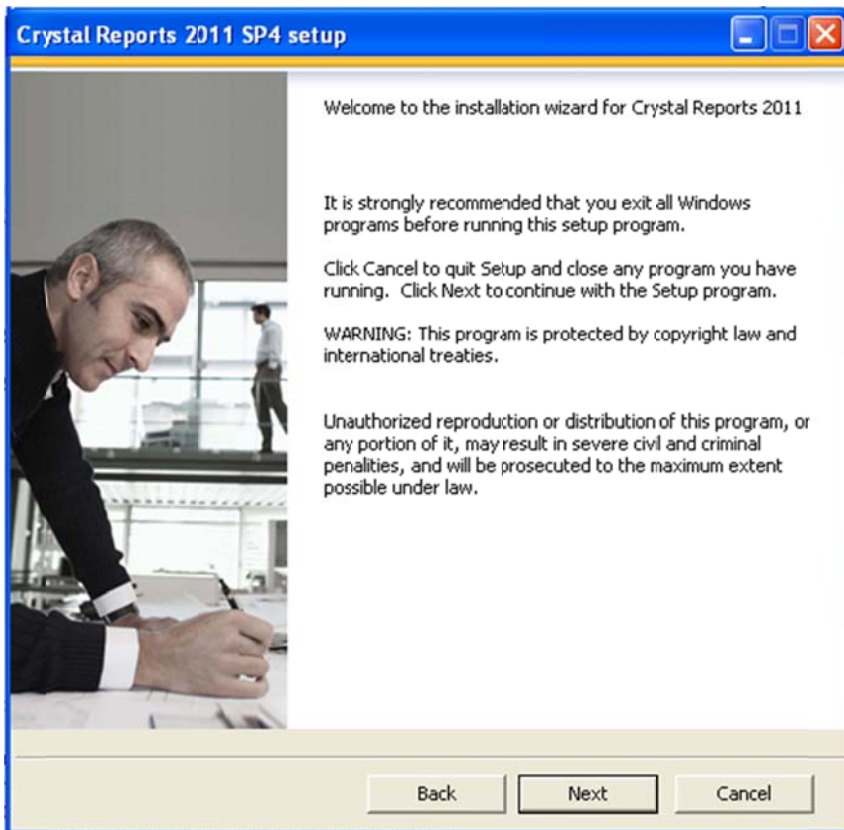 Crystal Reports 2011 SP4 setup
Welcome to the installation wizard for Crystal Reports 2011
It is strongly recommended that you exit all Windows
programs before running this setup program.
Click Cancel to quit Setup and close any program you have
running. Click Next to continue with the Setup program.
WARNING: This program is protected by copyright law and
international treaties.
Unauthorized reproduction or distribution of this program, or
any portion of it, may result in severe civil and criminal
penalities, and will be prosecuted to the maximum extent
possible under law.
Back Next Cancel